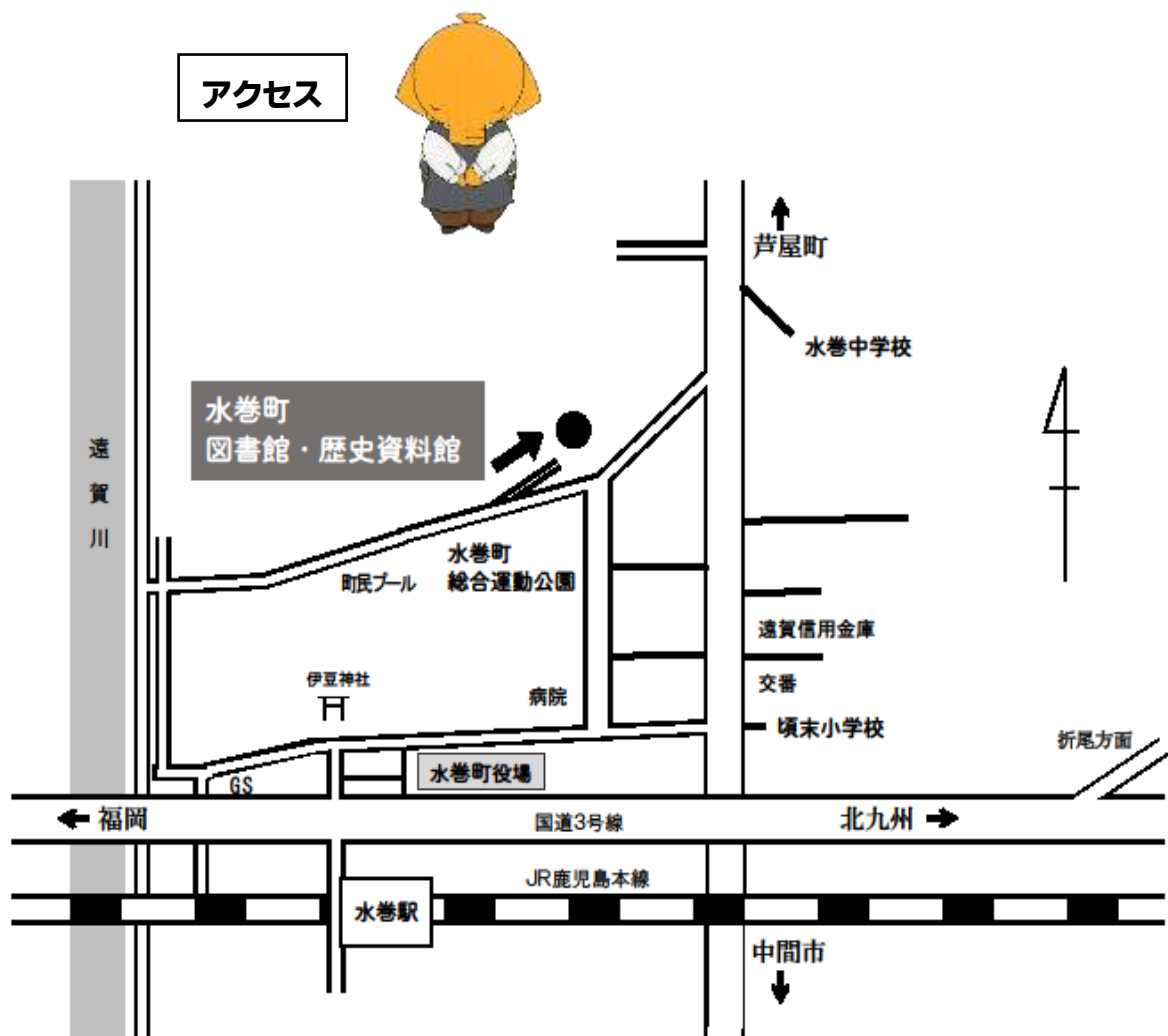 アクセス
芦屋町
水巻中学校
水巻町
図書館・歴史資料館
遠賀川
水巻町
総合運動公園
町民プール
遠賀信用金庫
伊豆神社
病院
交番
頃末小学校
折尾方面
水巻町役場
GS
福岡
国道3号線
北九州
JR鹿児島本線
水巻駅
中間市